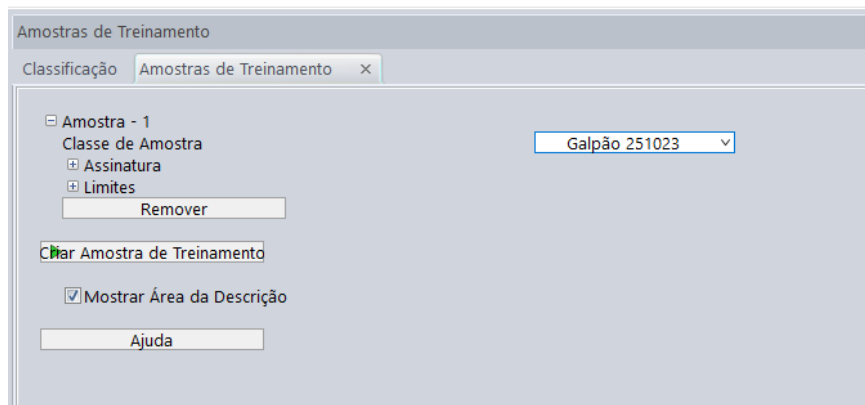 Amostras de Treinamento
Classificação Amostras de Treinamento ×
Amostra - 1
Classe de Amostra Galpão 251023
Assinatura
Limites
Remover
Criar Amostra de Treinamento
Mostrar Área da Descrição
Ajuda